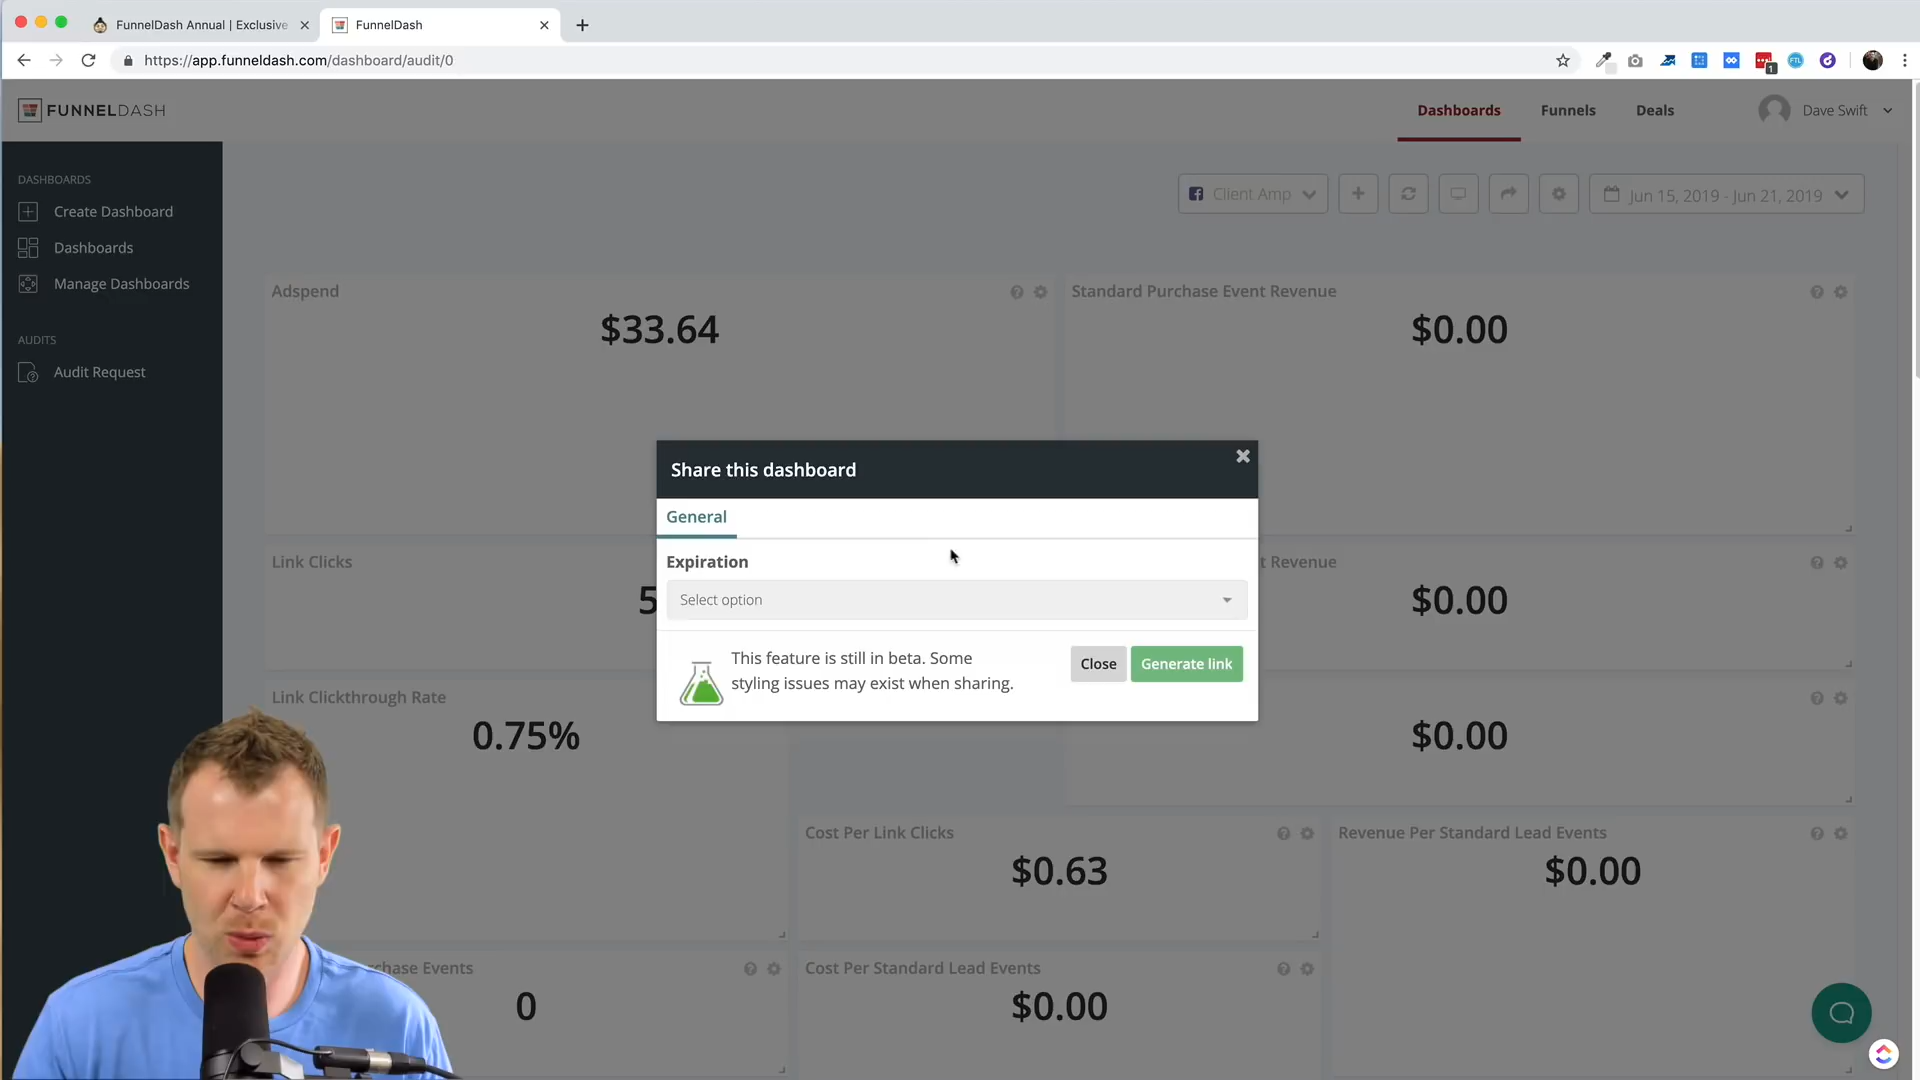 FunnelDash Annual | Exclusive
FunnelDash
https://app.funneldash.com/dashboard/audit/0
1
FTL
FUNNELDASH
Dashboards
Funnels
Deals
Dave Swift
DASHBOARDS
Create Dashboard
Dashboards
Manage Dashboards
AUDITS
Audit Request
Client Amp
Jun 15, 2019 - Jun 21, 2019
Adspend
$33.64
Standard Purchase Event Revenue
$0.00
Share this dashboard
General
Expiration
Select option
This feature is still in beta. Some
styling issues may exist when sharing.
Close
Generate link
Link Clicks
5
t Revenue
$0.00
Link Clickthrough Rate
0.75%
$0.00
Cost Per Link Clicks
$0.63
Revenue Per Standard Lead Events
$0.00
chase Events
0
Cost Per Standard Lead Events
$0.00